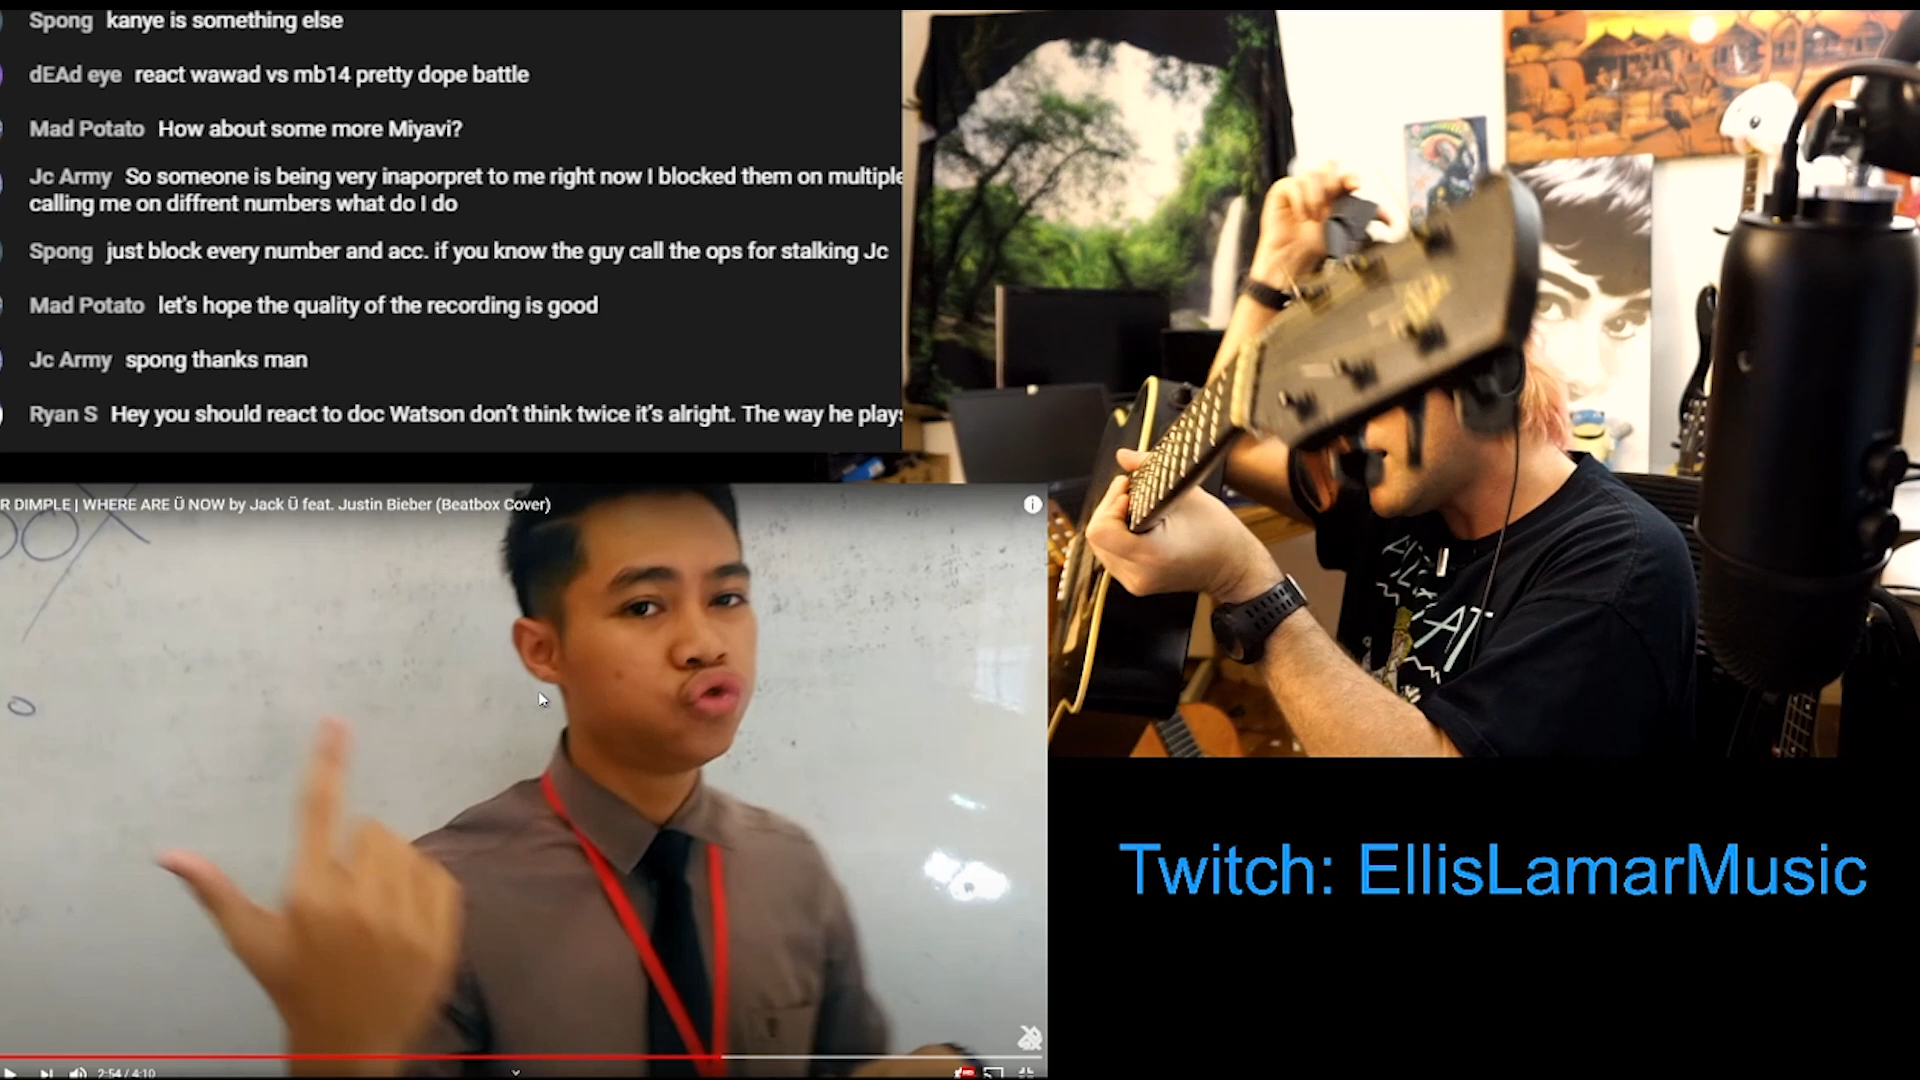 Spong kanye is something else
dEAd eye react wawad vs mb14 pretty dope battle
Mad Potato How about some more Miyavi?
Jc Army So someone is being very inaporpret to me right now I blocked them on multiple
calling me on diffrent numbers what do I do
Spong just block every number and acc. if you know the guy call the ops for stalking Jc
Mad Potato let's hope the quality of the recording is good
Jc Army spong thanks man
Ryan S Hey you should react to doc Watson don't think twice it's alright. The way he plays
R DIMPLE | WHERE ARE Ü NOW by Jack Ü feat. Justin Bieber (Beatbox Cover)
2:54 / 4:10
Twitch: EllisLamarMusic